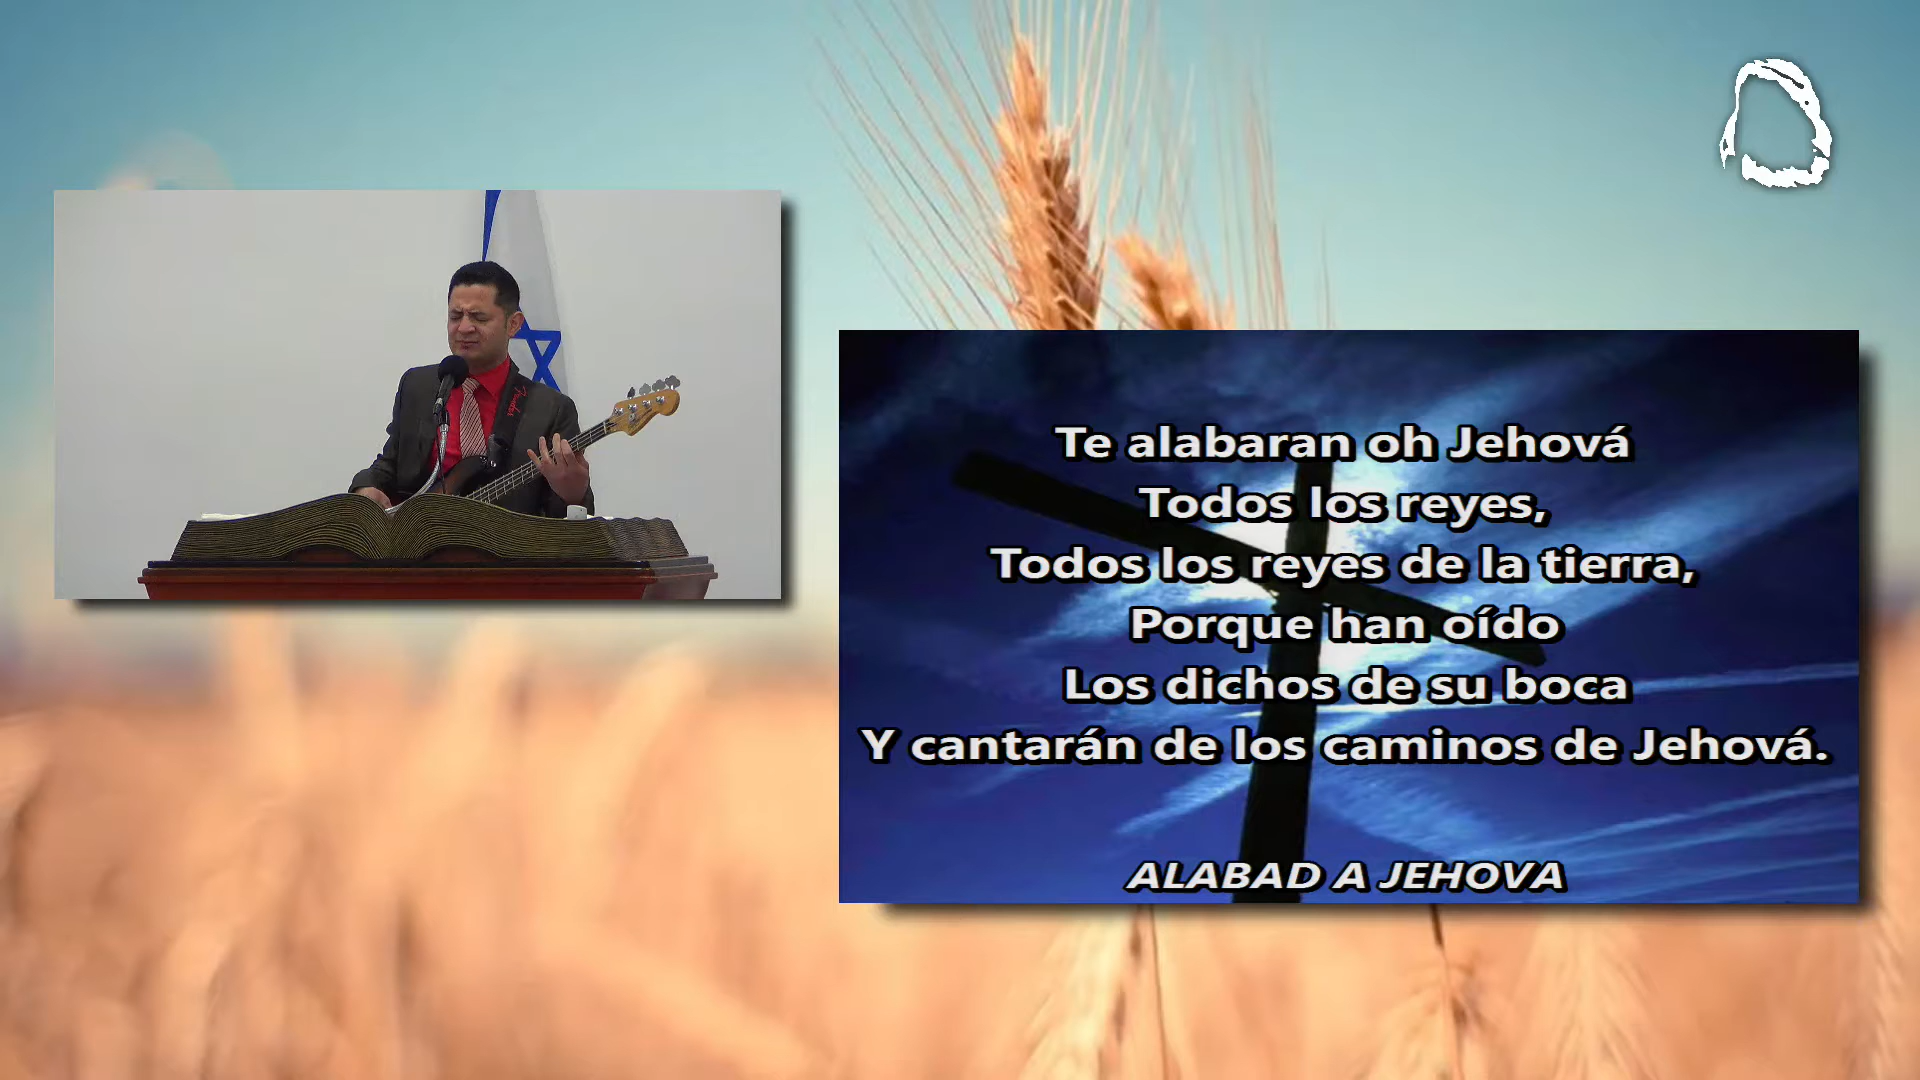 Te alabaran oh Jehová
Todos los reyes,
Todos los reyes de la tierra,
Porque han oído
Los dichos de su boca
Y cantarán de los caminos de Jehová.
ALABAD A JEHOVA